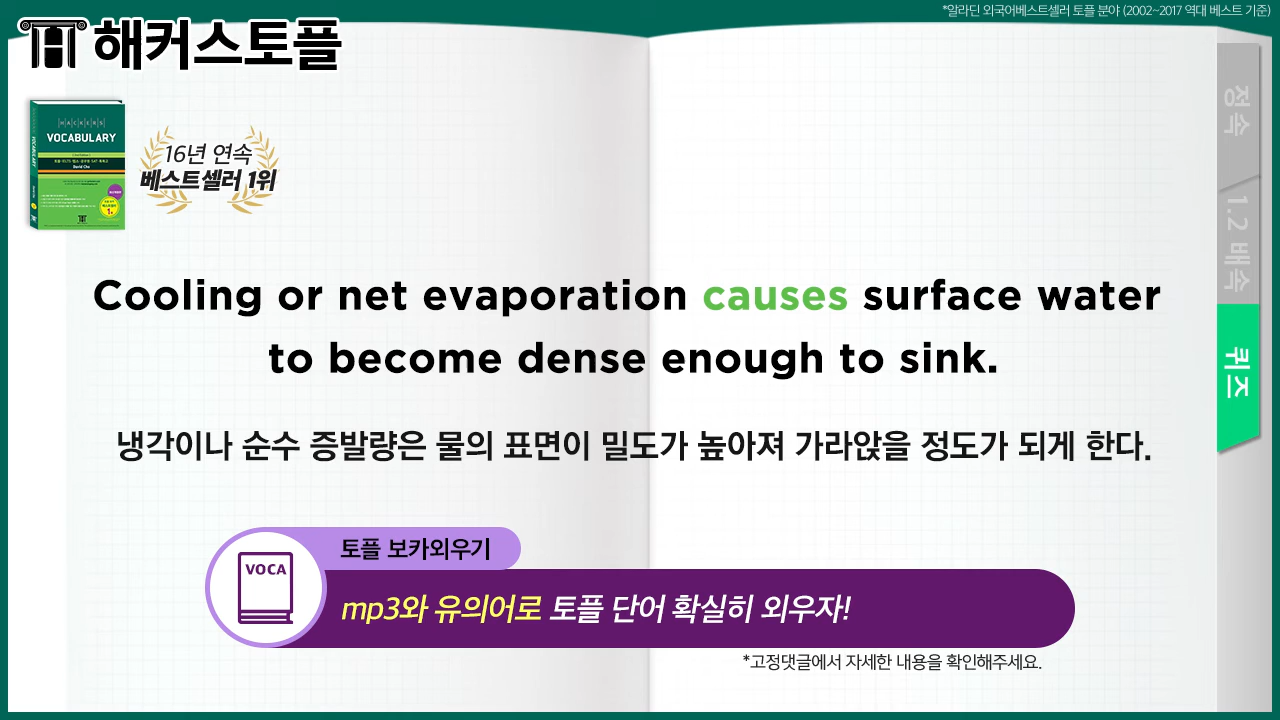 *알라딘 외국어베스트셀러 토플 분야 (2002~2017 역대 베스트 기준)
해커스토플
HACKERS
VOCABULARY
David Cho
16년 연속
베스트셀러 1위
정속
1.2 배속
퀴즈
Cooling or net evaporation causes surface water
to become dense enough to sink.
냉각이나 순수 증발량은 물의 표면이 밀도가 높아져 가라앉을 정도가 되게 한다.
VOCA
토플 보카외우기
mp3와 유의어로 토플 단어 확실히 외우자!
*고정댓글에서 자세한 내용을 확인해주세요.